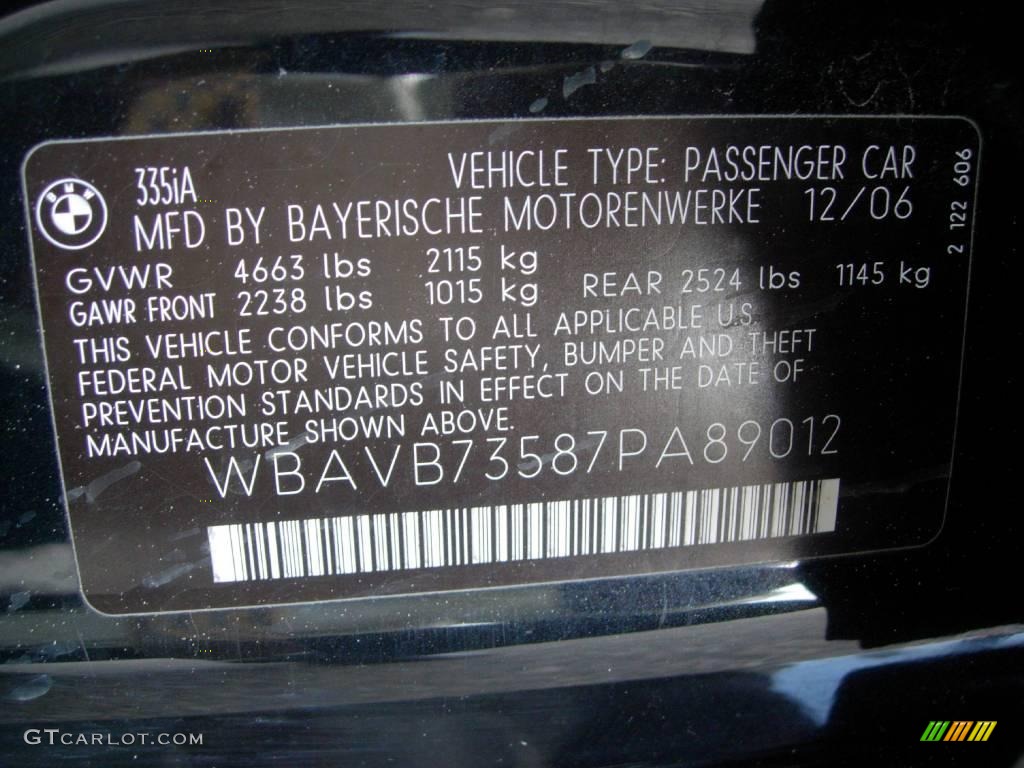 BMW
335iA
VEHICLE TYPE: PASSENGER CAR
MFD BY BAYERISCHE MOTORENWERKE 12/06
2 122 606
GVWR 4663 lbs 2115 kg
GAWR FRONT 2238 lbs 1015 kg REAR 2524 lbs 1145 kg
THIS VEHICLE CONFORMS TO ALL APPLICABLE U.S.
FEDERAL MOTOR VEHICLE SAFETY, BUMPER AND THEFT
PREVENTION STANDARDS IN EFFECT ON THE DATE OF
MANUFACTURE SHOWN ABOVE.
WBAVB73587PA89012
GTCARLOT.COM